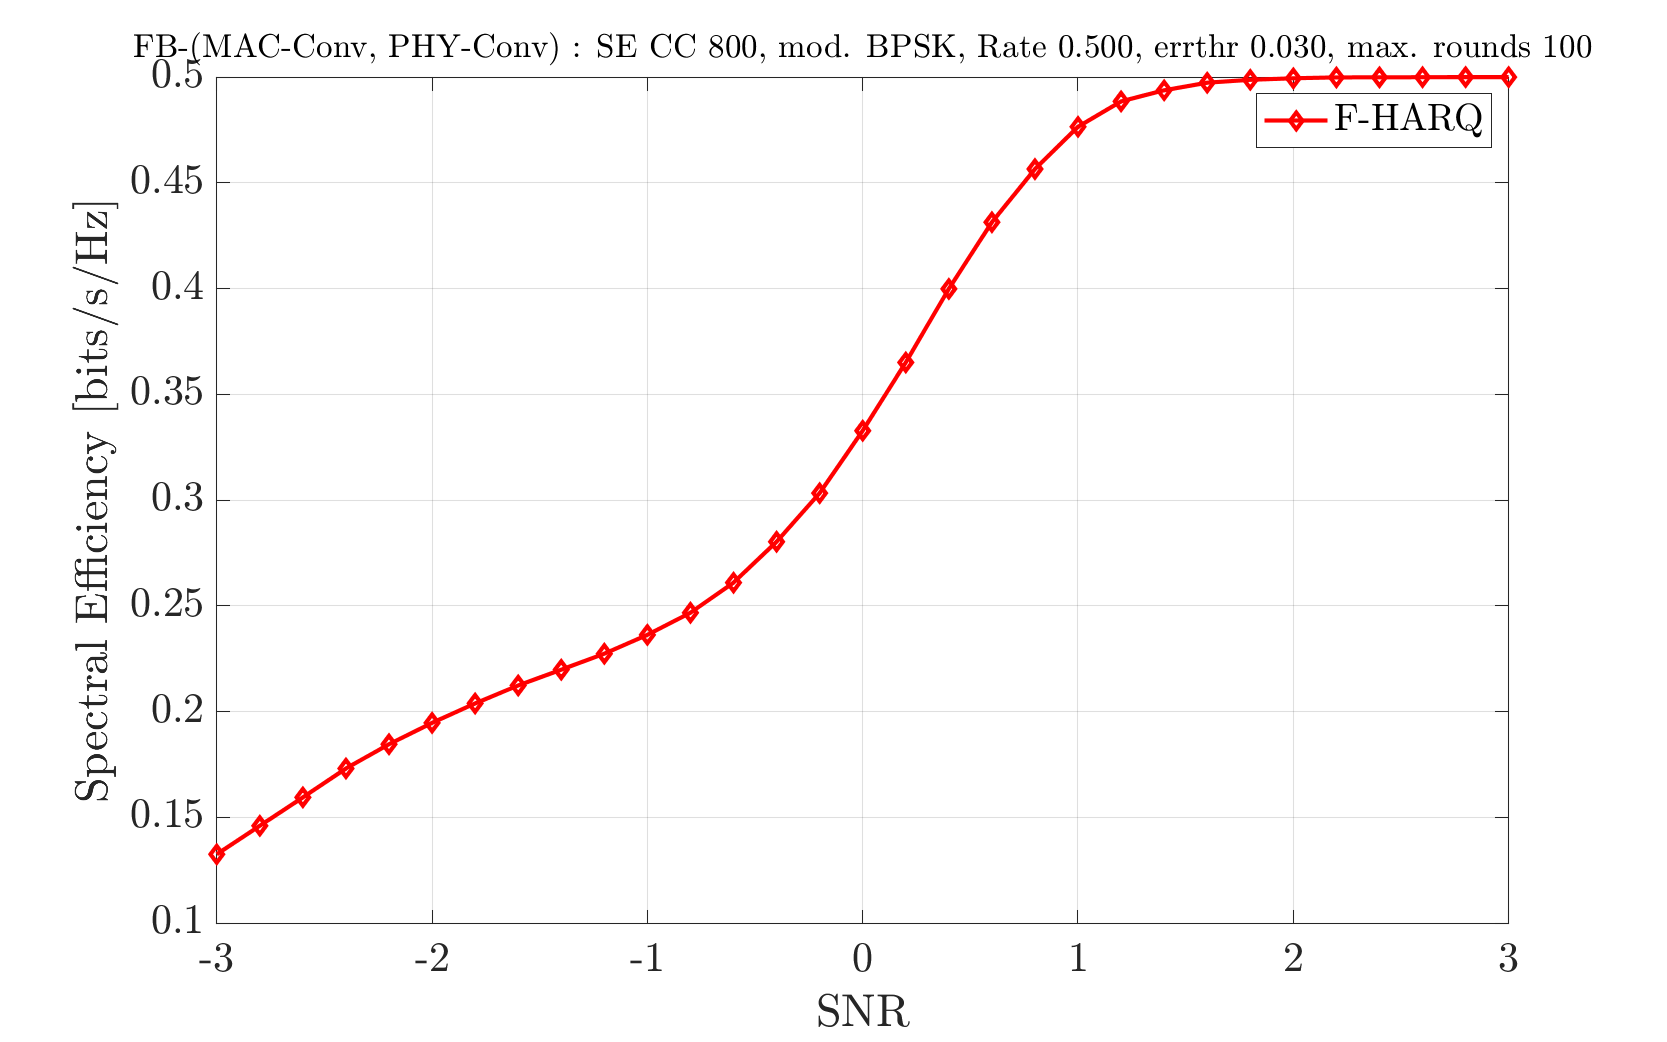 FB-(MAC-Conv, PHY-Conv) : SE CC 800, mod. BPSK, Rate 0.500, errthr 0.030, max. rounds 100
0.5
F-HARQ
0.45
0.4
0.35
0.3
0.25
0.2
0.15
0.1
Spectral Efficiency [bits/s/Hz]
-3 -2 -1 0 1 2 3
SNR